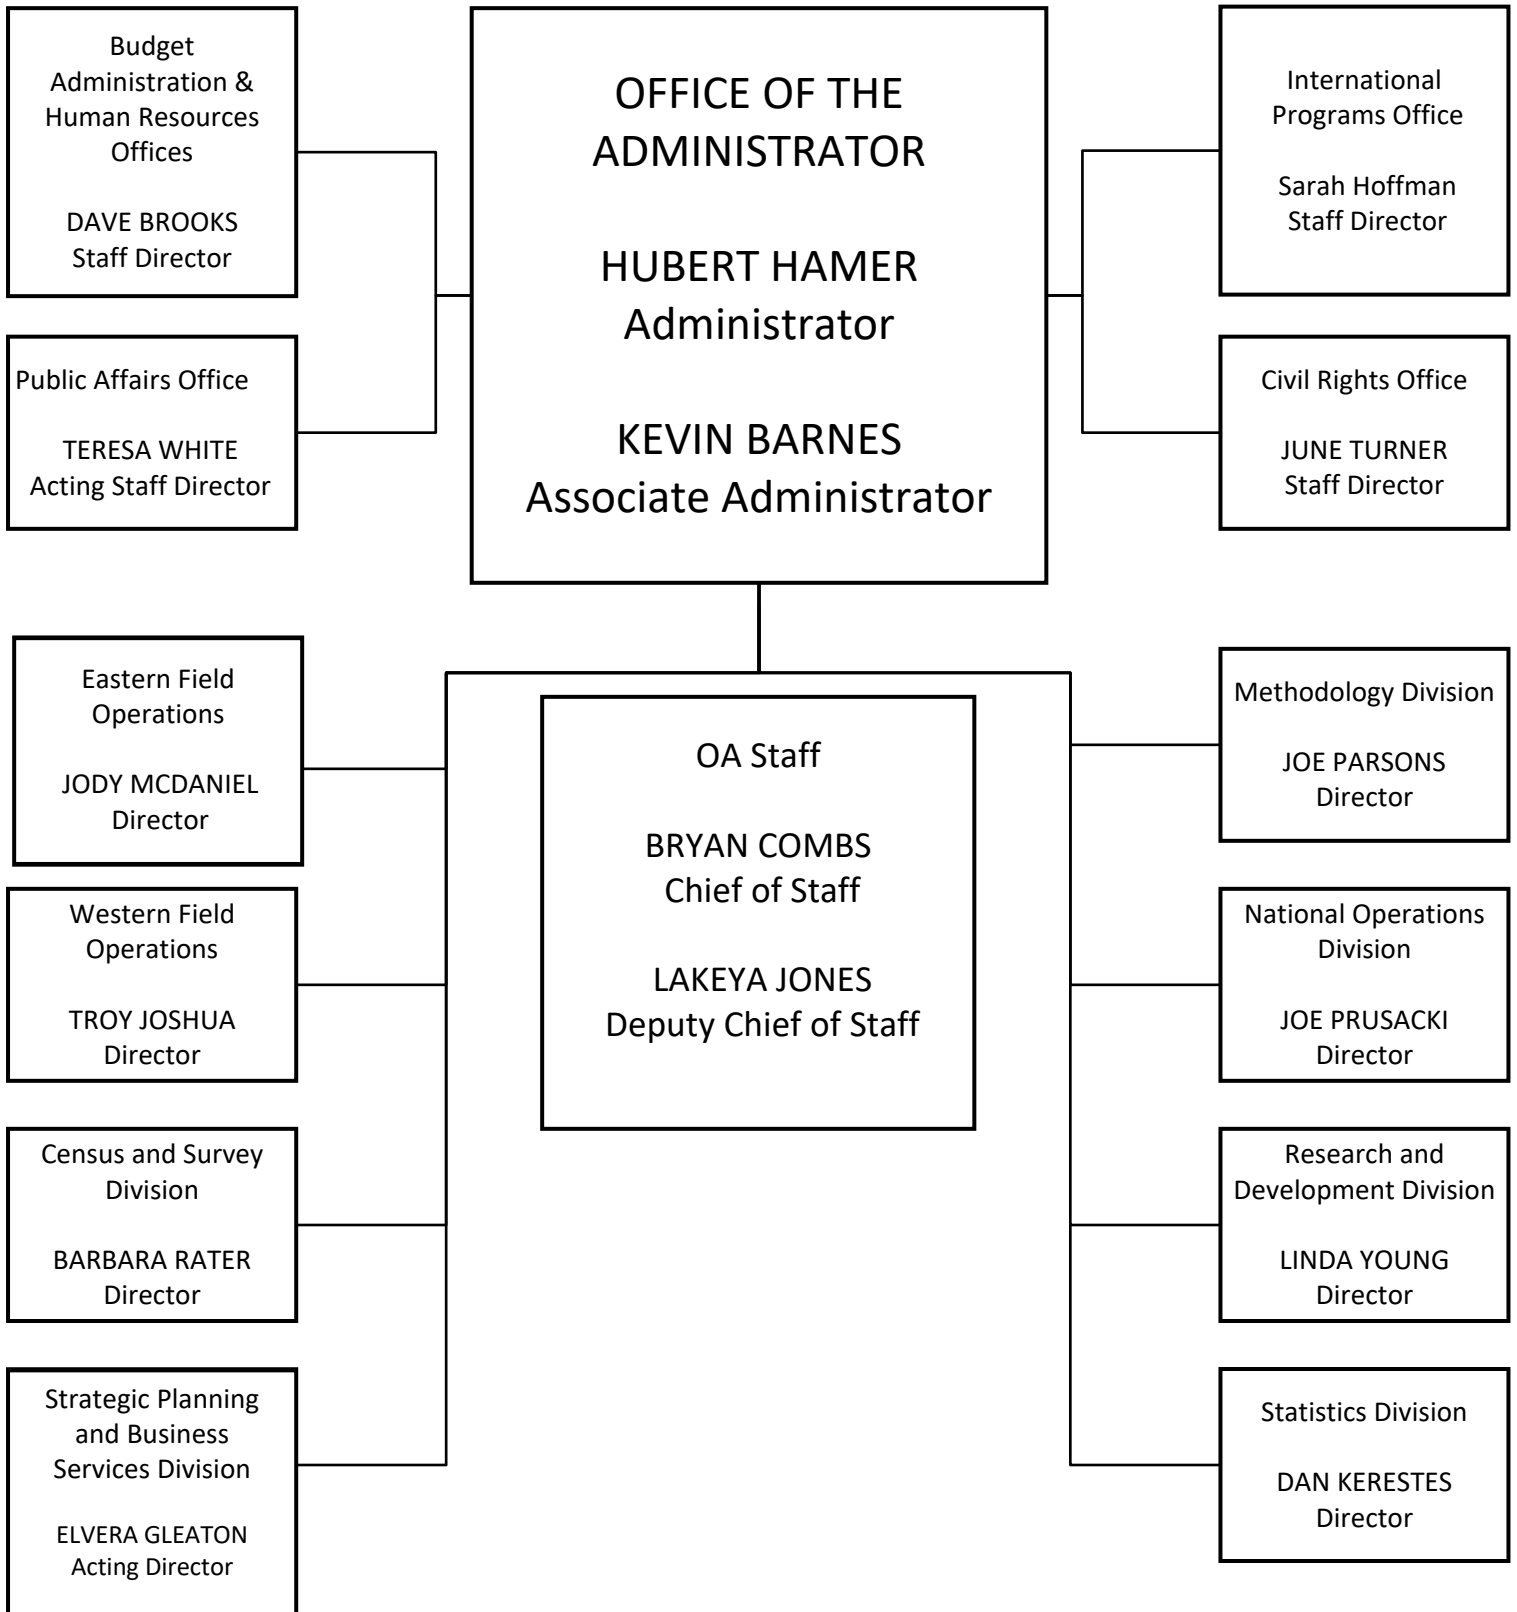 Budget
Administration &
Human Resources
Offices
DAVE BROOKS
Staff Director
OFFICE OF THE
ADMINISTRATOR
HUBERT HAMER
Administrator
KEVIN BARNES
Associate Administrator
International
Programs Office
Sarah Hoffman
Staff Director
Public Affairs Office
TERESA WHITE
Acting Staff Director
Civil Rights Office
JUNE TURNER
Staff Director
Eastern Field
Operations
JODY MCDANIEL
Director
OA Staff
BRYAN COMBS
Chief of Staff
LAKEYA JONES
Deputy Chief of Staff
Methodology Division
JOE PARSONS
Director
Western Field
Operations
TROY JOSHUA
Director
National Operations
Division
JOE PRUSACKI
Director
Census and Survey
Division
BARBARA RATER
Director
Research and
Development Division
LINDA YOUNG
Director
Strategic Planning
and Business
Services Division
ELVERA GLEATON
Acting Director
Statistics Division
DAN KERESTES
Director